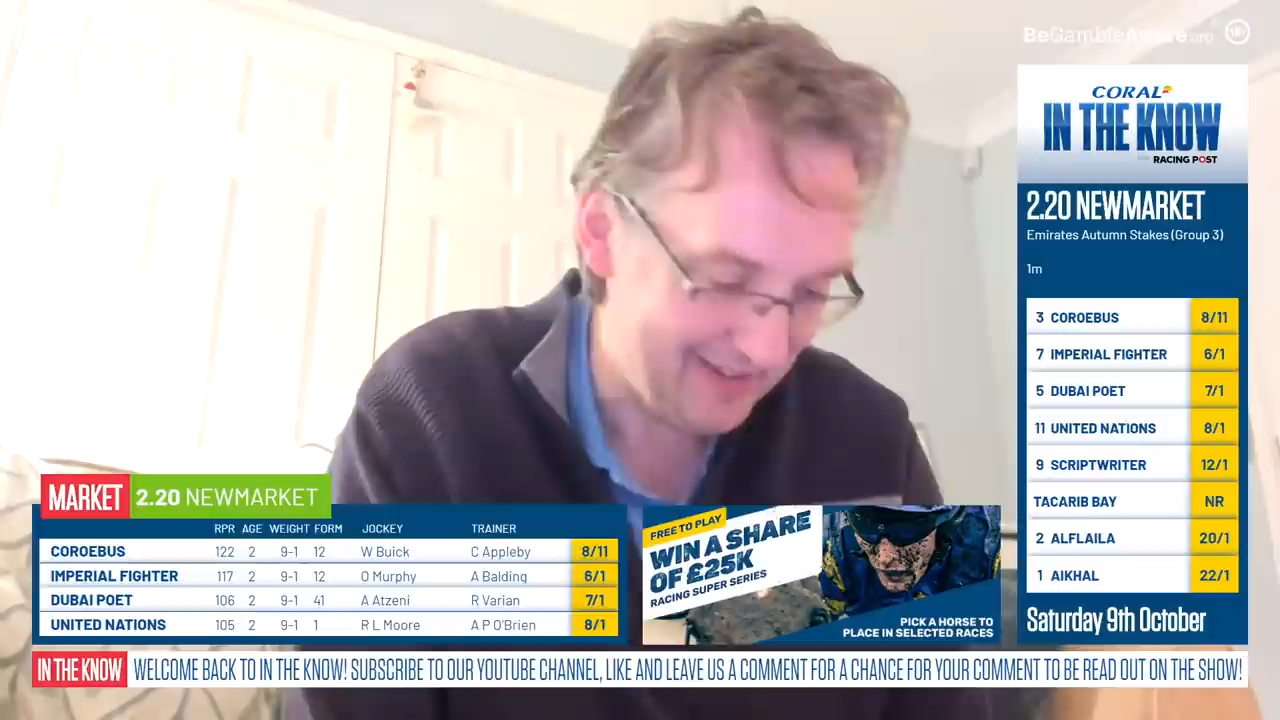 BeGambleAware.org 18+
CORAL
IN THE KNOW
RACING POST
2.20 NEWMARKET
Emirates Autumn Stakes (Group 3)
1m
3 COROEBUS 8/11
7 IMPERIAL FIGHTER 6/1
5 DUBAI POET 7/1
11 UNITED NATIONS 8/1
9 SCRIPTWRITER 12/1
TACARIB BAY NR
2 ALFLAILA 20/1
1 AIKHAL 22/1
Saturday 9th October
MARKET 2.20 NEWMARKET
RPR AGE WEIGHT FORM JOCKEY TRAINER
COROEBUS 122 2 9-1 12 W Buick C Appleby 8/11
IMPERIAL FIGHTER 117 2 9-1 12 O Murphy A Balding 6/1
DUBAI POET 106 2 9-1 41 A Atzeni R Varian 7/1
UNITED NATIONS 105 2 9-1 1 R L Moore A P O'Brien 8/1
FREE TO PLAY
WIN A SHARE
OF £25K
RACING SUPER SERIES
PICK A HORSE TO
PLACE IN SELECTED RACES
IN THE KNOW WELCOME BACK TO IN THE KNOW! SUBSCRIBE TO OUR YOUTUBE CHANNEL, LIKE AND LEAVE US A COMMENT FOR A CHANCE FOR YOUR COMMENT TO BE READ OUT ON THE SHOW!